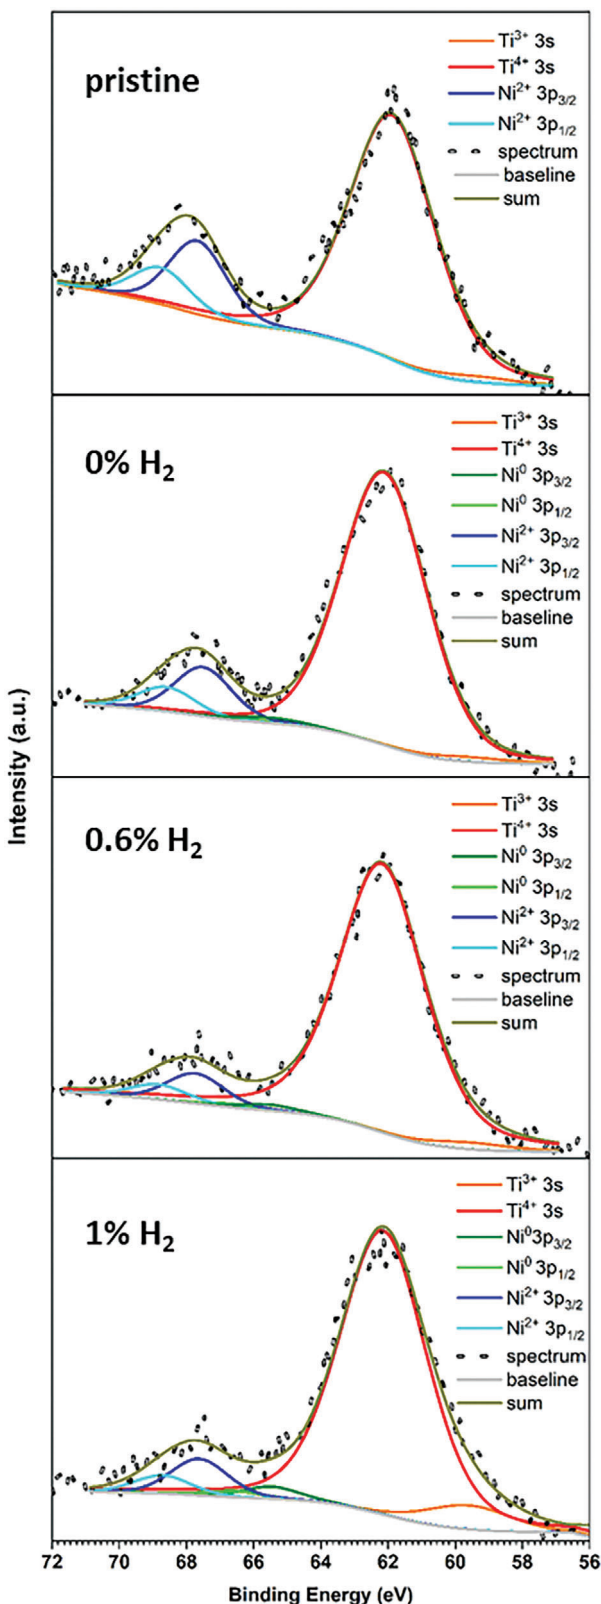 pristine
Ti³⁺ 3s
Ti⁴⁺ 3s
Ni²⁺ 3p₃/₂
Ni²⁺ 3p₁/₂
spectrum
baseline
sum
0% H₂
Ti³⁺ 3s
Ti⁴⁺ 3s
Ni⁰ 3p₃/₂
Ni⁰ 3p₁/₂
Ni²⁺ 3p₃/₂
Ni²⁺ 3p₁/₂
spectrum
baseline
sum
Intensity (a.u.)
0.6% H₂
Ti³⁺ 3s
Ti⁴⁺ 3s
Ni⁰ 3p₃/₂
Ni⁰ 3p₁/₂
Ni²⁺ 3p₃/₂
Ni²⁺ 3p₁/₂
spectrum
baseline
sum
1% H₂
Ti³⁺ 3s
Ti⁴⁺ 3s
Ni⁰3p₃/₂
Ni⁰ 3p₁/₂
Ni²⁺ 3p₃/₂
Ni²⁺ 3p₁/₂
spectrum
baseline
sum
72 70 68 66 64 62 60 58 56
Binding Energy (eV)